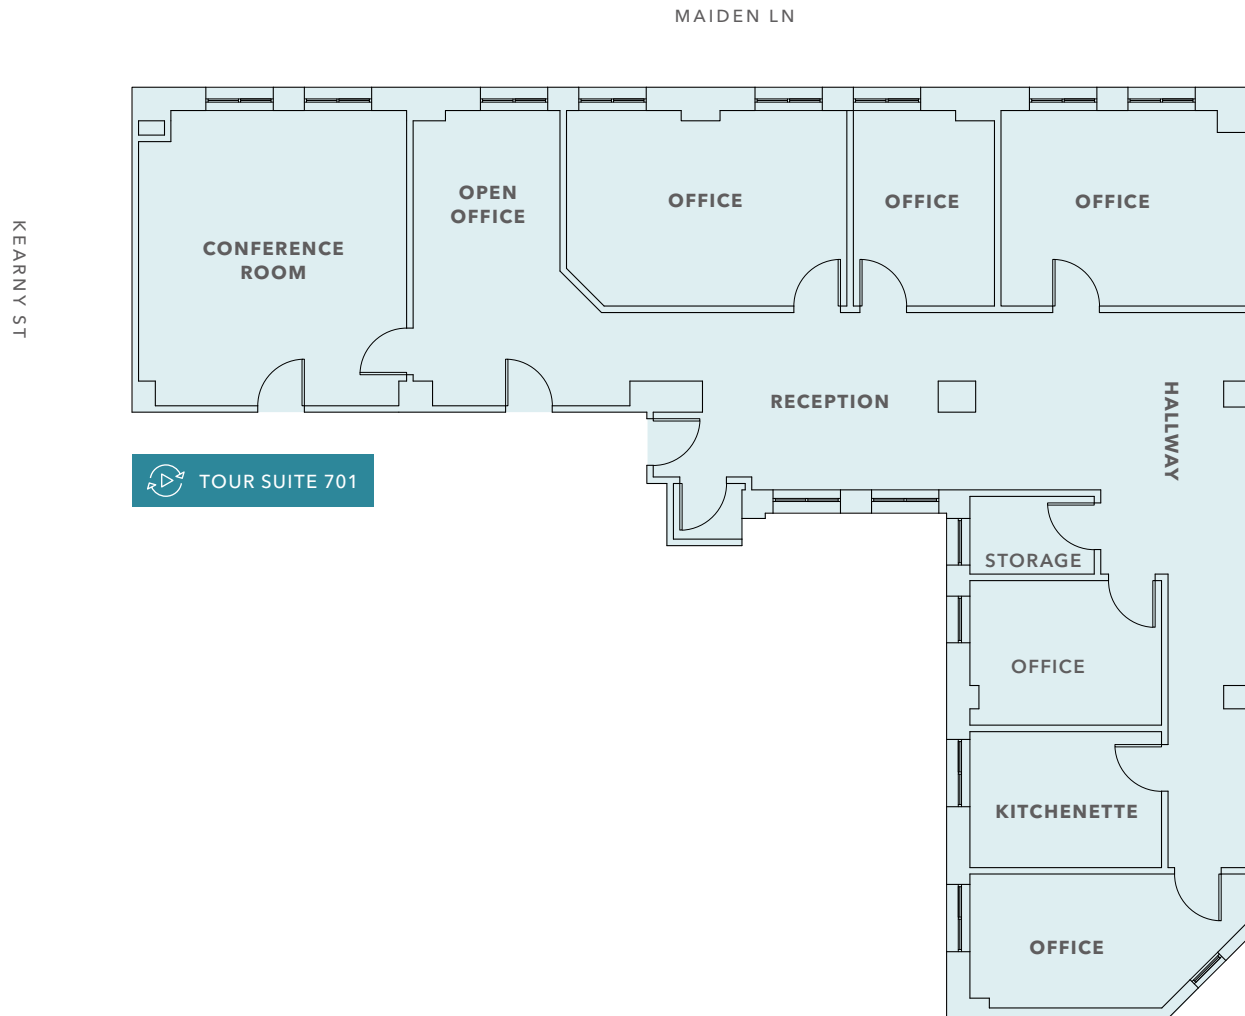 MAIDEN LN
KEARNY ST
CONFERENCE
ROOM
OPEN
OFFICE
OFFICE
OFFICE
OFFICE
RECEPTION
HALLWAY
TOUR SUITE 701
STORAGE
OFFICE
KITCHENETTE
OFFICE